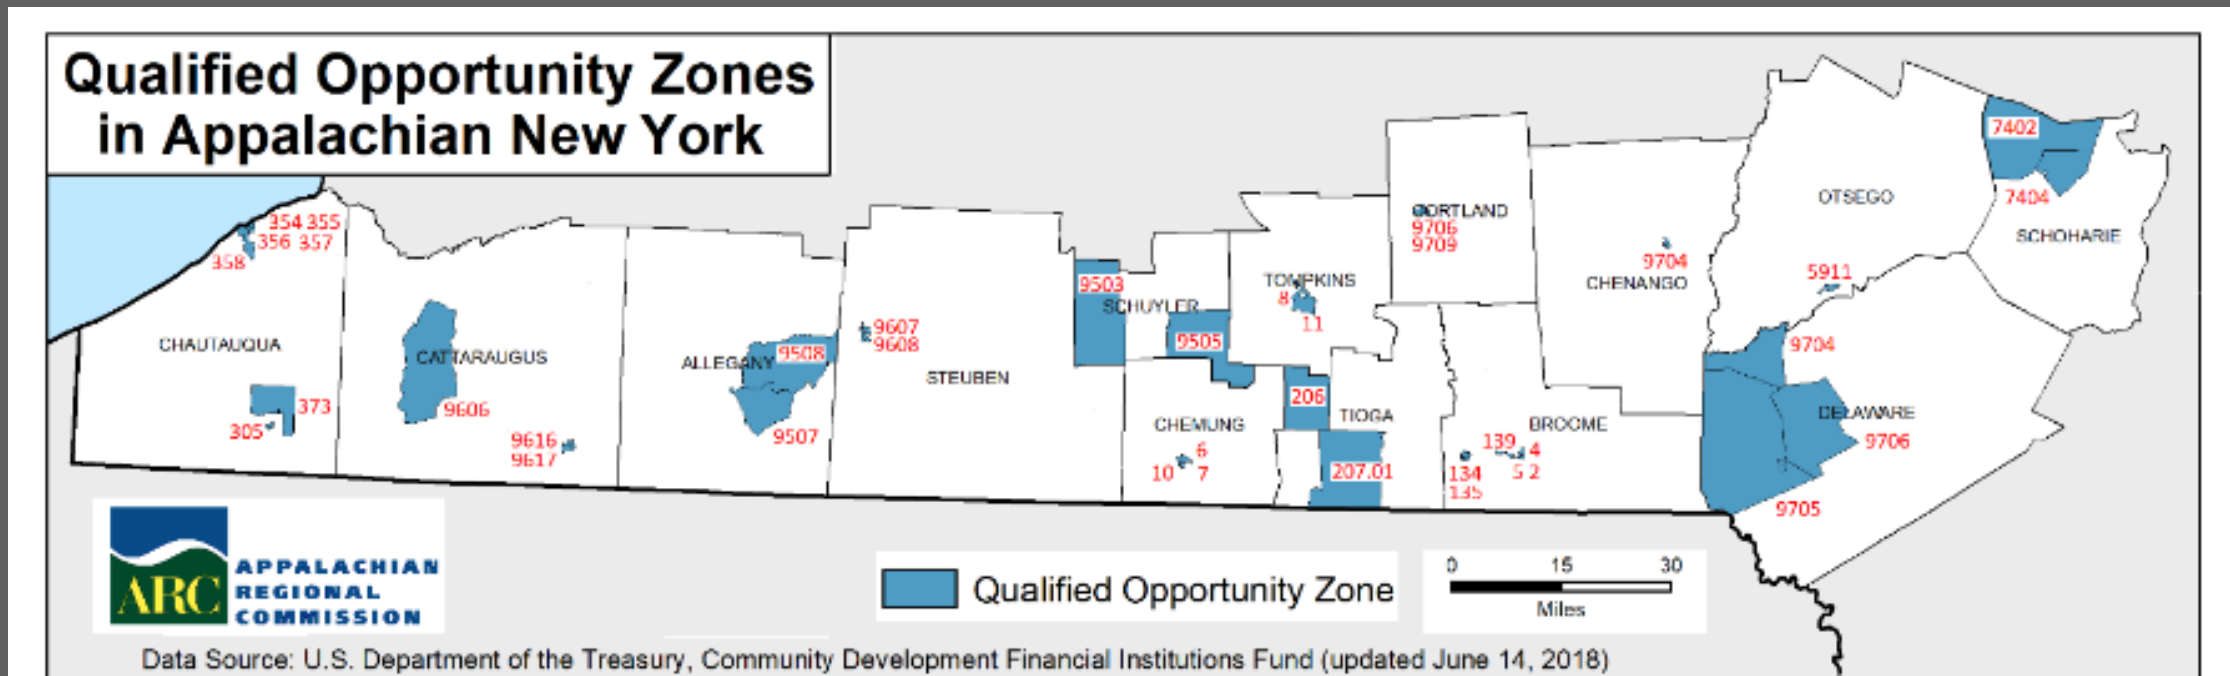 Qualified Opportunity Zones
in Appalachian New York
7402
7404
OTSEGO
SCHOHARIE
354 355
356 357
358
CORTLAND
9706
9709
9704
CHENANGO
5911
9503
SCHUYLER
9505
TOMPKINS
8
11
9607
9608
CHAUTAUQUA
CATTARAUGUS
ALLEGANY
9508
STEUBEN
9704
373
305
9606
9507
9616
9617
206
TIOGA
CHEMUNG
6
10
7
207.01
BROOME
139
4
5 2
134
135
DELAWARE
9706
9705
ARC
APPALACHIAN
REGIONAL
COMMISSION
Qualified Opportunity Zone
0 15 30
Miles
Data Source: U.S. Department of the Treasury, Community Development Financial Institutions Fund (updated June 14, 2018)